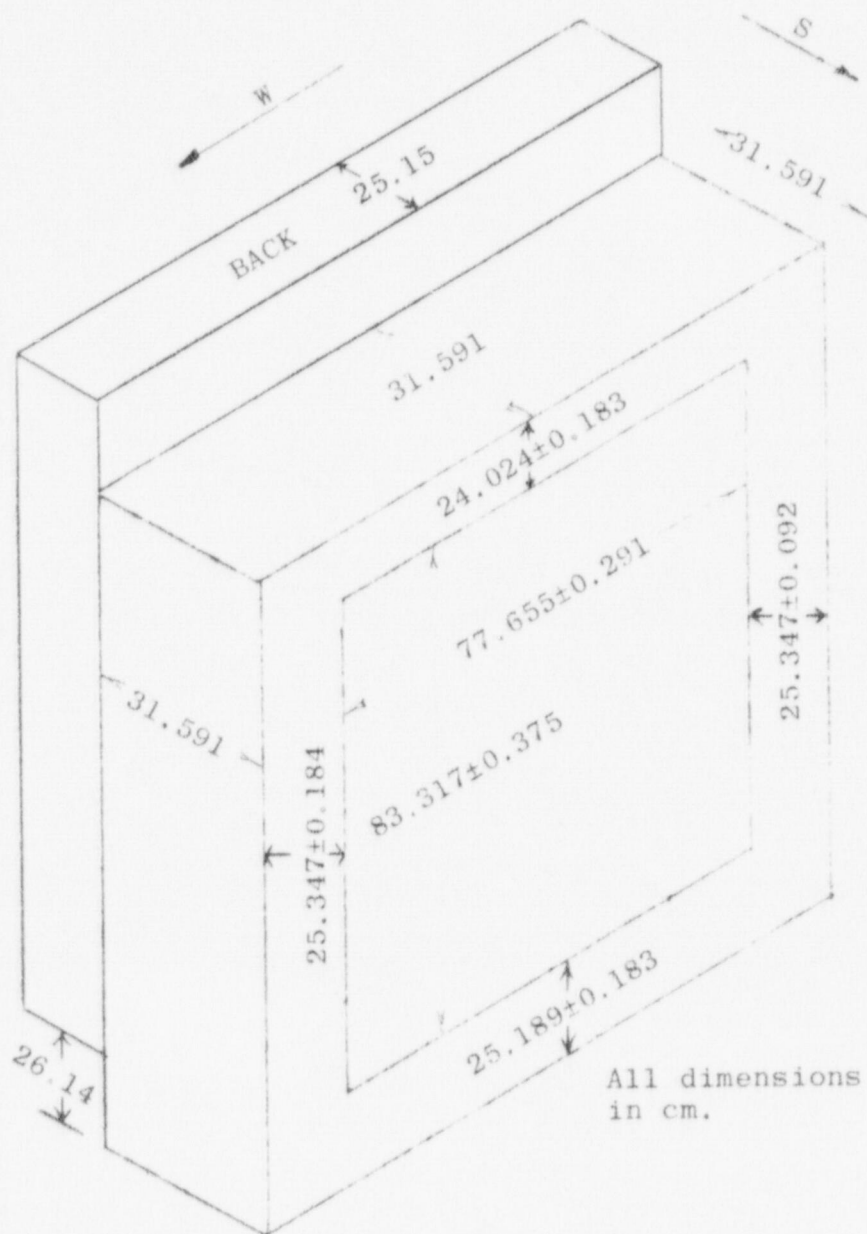 S
W
31.591
25.15
BACK
31.591
24.024±0.183
77.655±0.291
25.347±0.092
31.591
83.317±0.375
25.347±0.184
25.189±0.183
26.14
All dimensions
in cm.